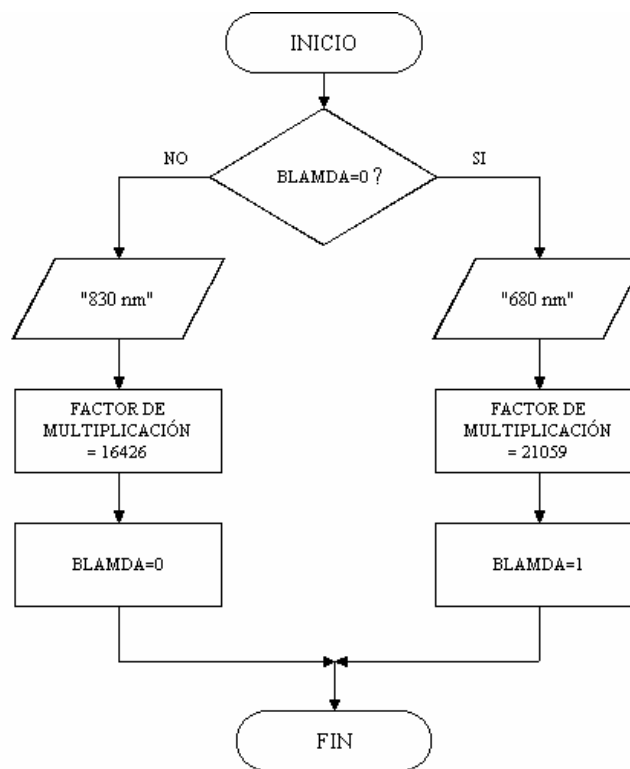 INICIO
NO
SI
BLAMDA=0 ?
"830 nm"
"680 nm"
FACTOR DE
MULTIPLICACIÓN
= 16426
FACTOR DE
MULTIPLICACIÓN
= 21059
BLAMDA=0
BLAMDA=1
FIN